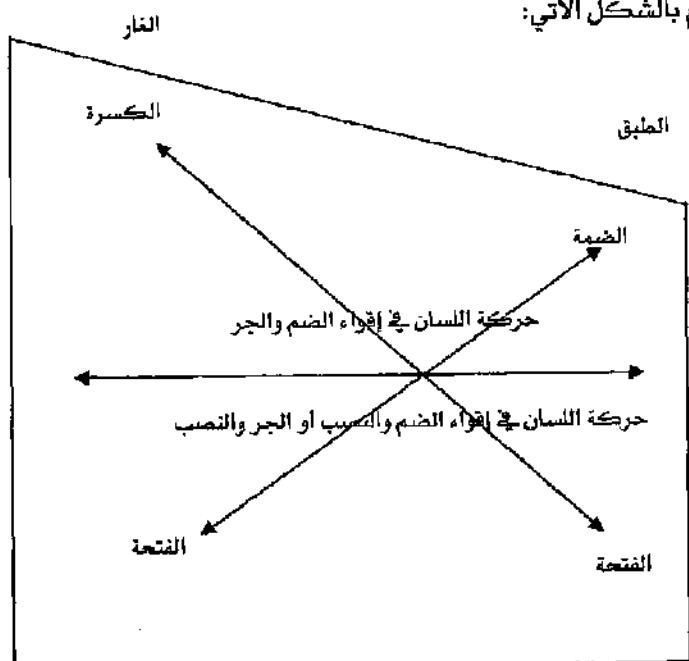 بالشكل الآتي:
الغار
الكسرة
الطبق
الضمة
حركة اللسان في إقواء الضم والجر
حركة اللسان في إقواء الضم والنصب أو الجر والنصب
الفتحة
الفتحة